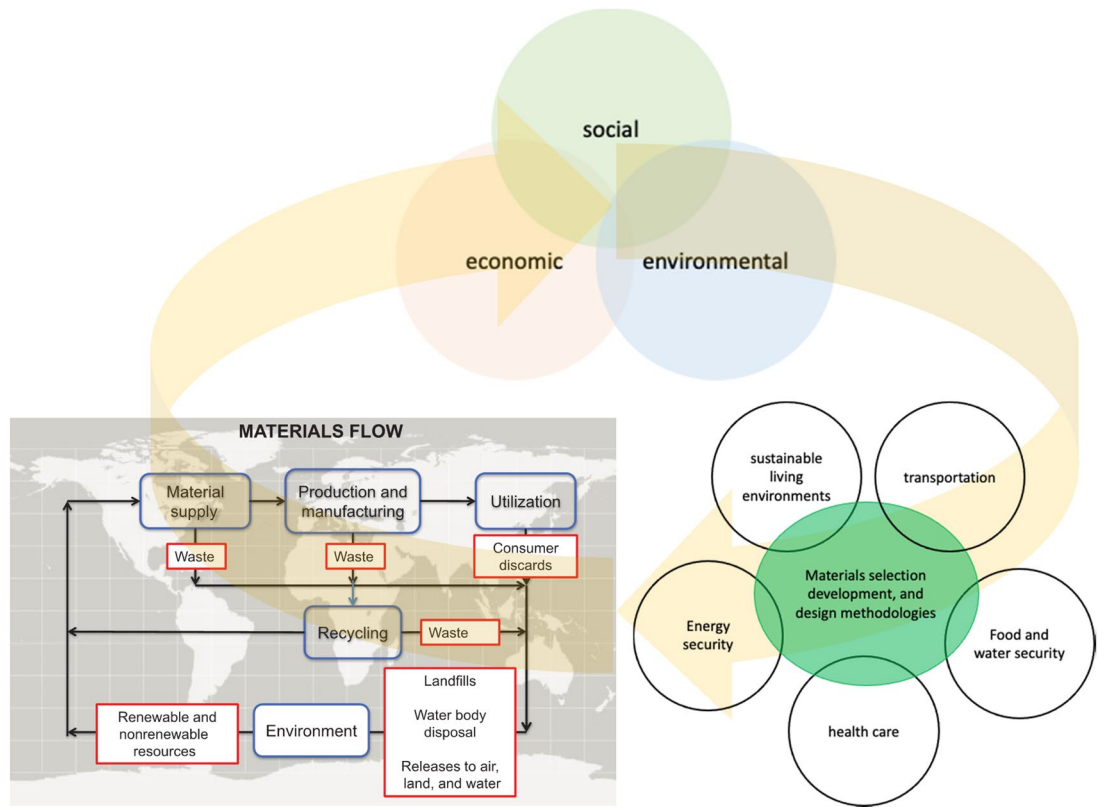 social
economic
environmental
MATERIALS FLOW
Material
supply
Production and
manufacturing
Utilization
Waste
Waste
Consumer
discards
Recycling
Waste
Landfills
Water body
disposal
Releases to air,
land, and water
Environment
Renewable and
nonrenewable
resources
sustainable
living
environments
transportation
Materials selection
development, and
design methodologies
Energy
security
Food and
water security
health care